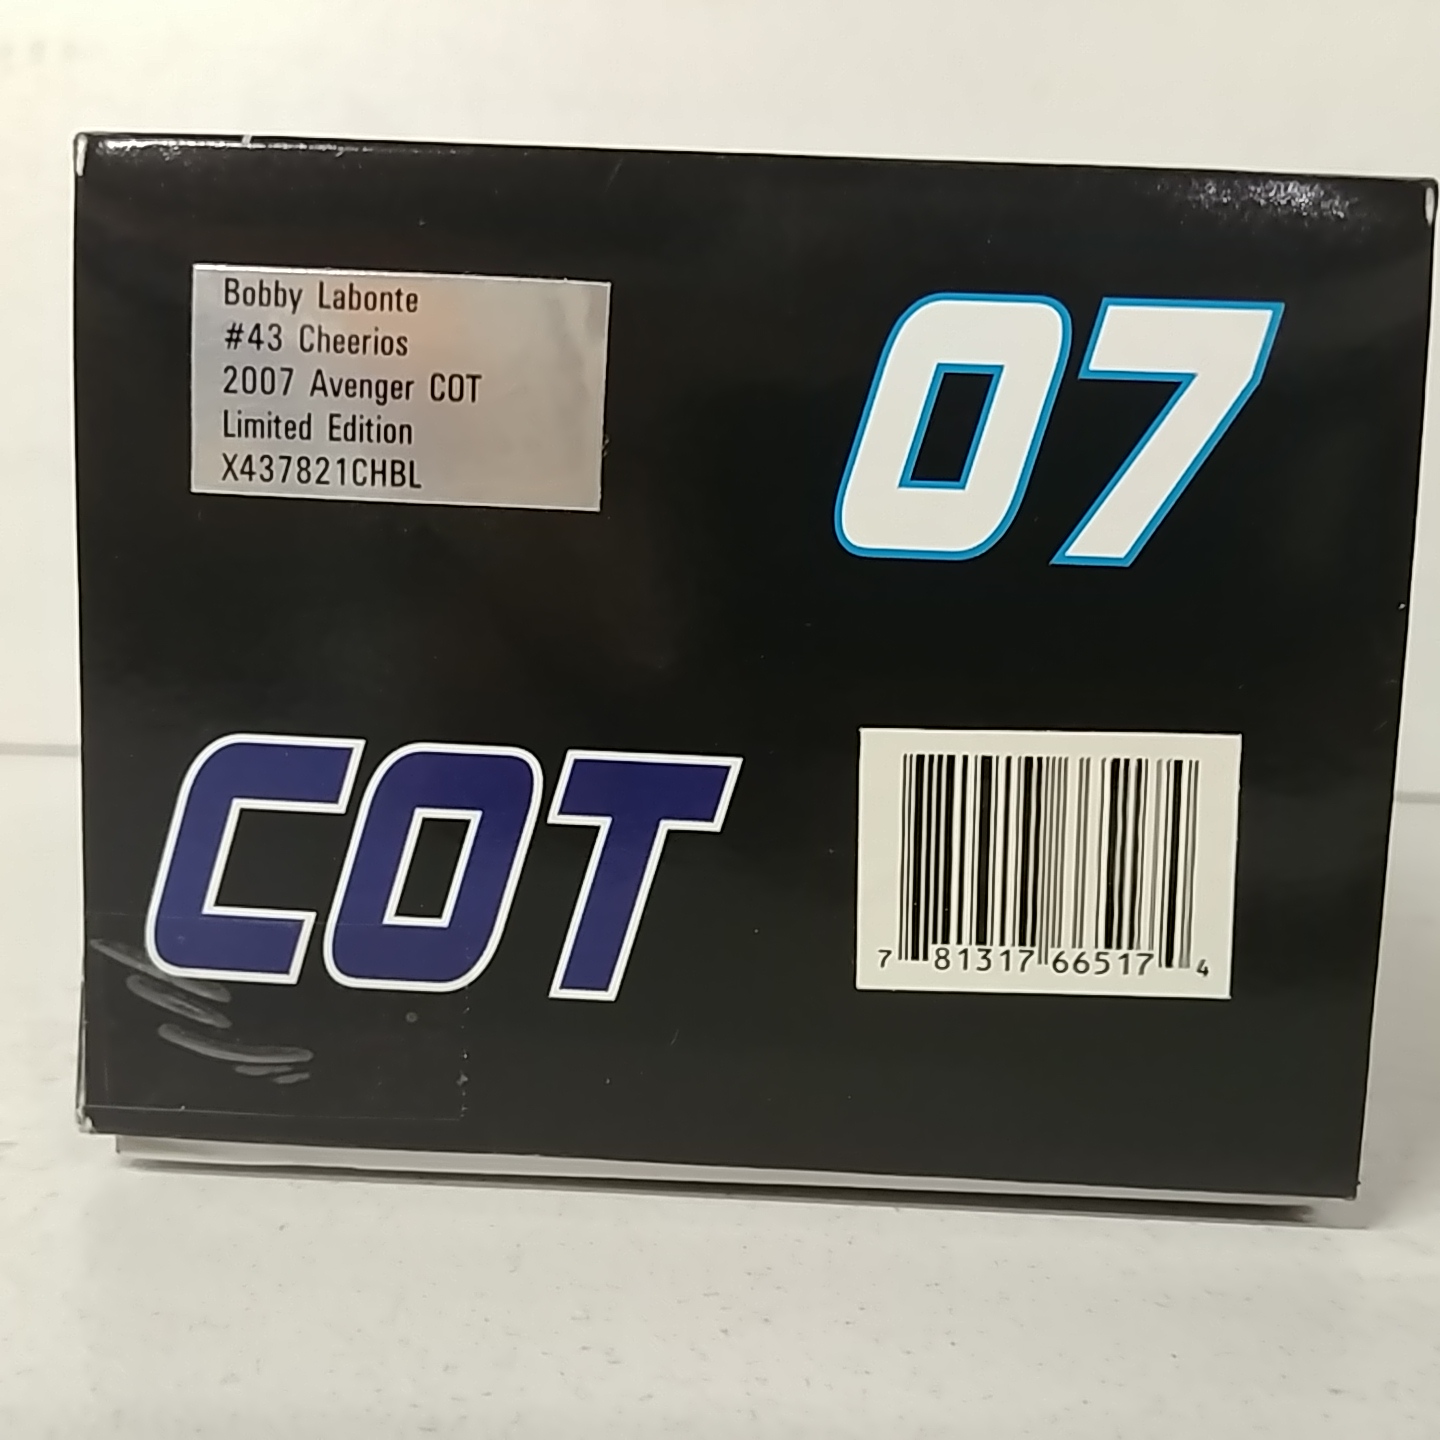 Bobby Labonte
#43 Cheerios
2007 Avenger COT
Limited Edition
X437821CHBL
07
COT
7 81317 66517 4